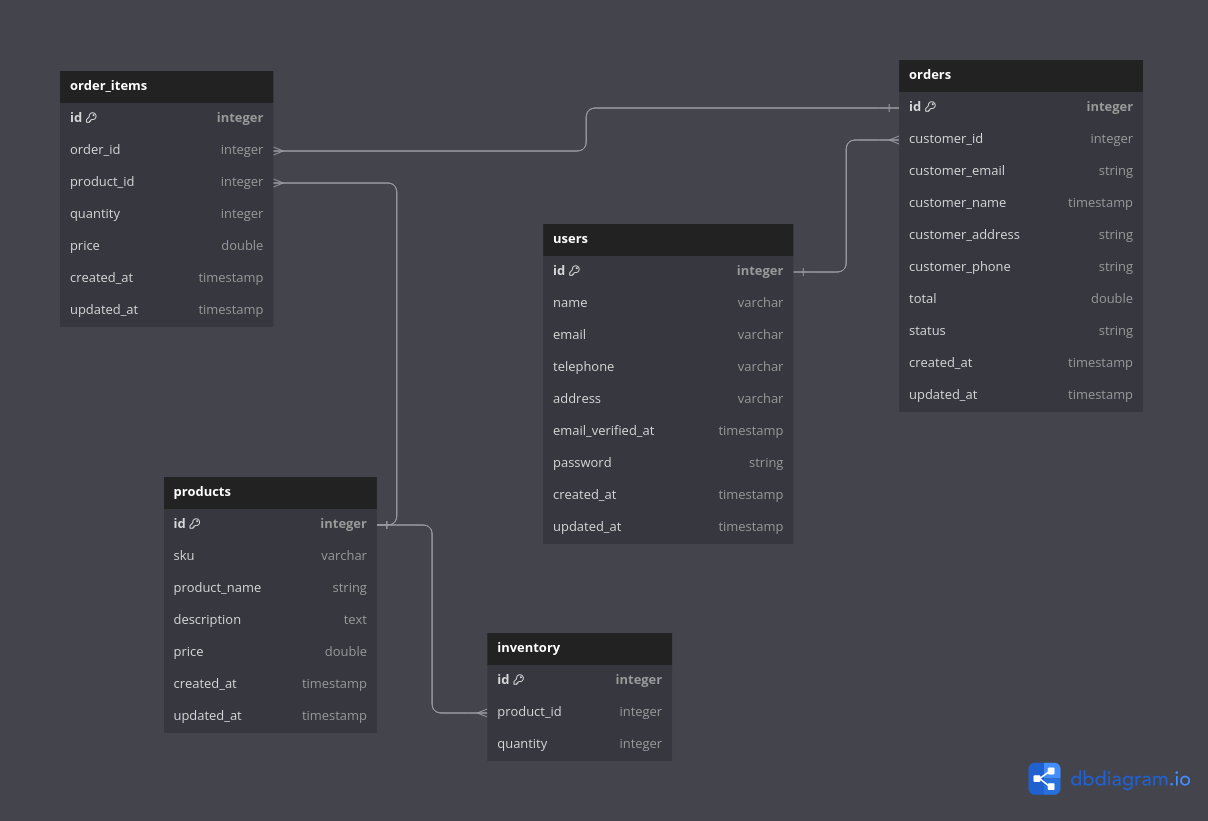 order_items
id integer
order_id integer
product_id integer
quantity integer
price double
created_at timestamp
updated_at timestamp
orders
id integer
customer_id integer
customer_email string
customer_name timestamp
customer_address string
customer_phone string
total double
status string
created_at timestamp
updated_at timestamp
users
id integer
name varchar
email varchar
telephone varchar
address varchar
email_verified_at timestamp
password string
created_at timestamp
updated_at timestamp
products
id integer
sku varchar
product_name string
description text
price double
created_at timestamp
updated_at timestamp
inventory
id integer
product_id integer
quantity integer
dbdiagram.io